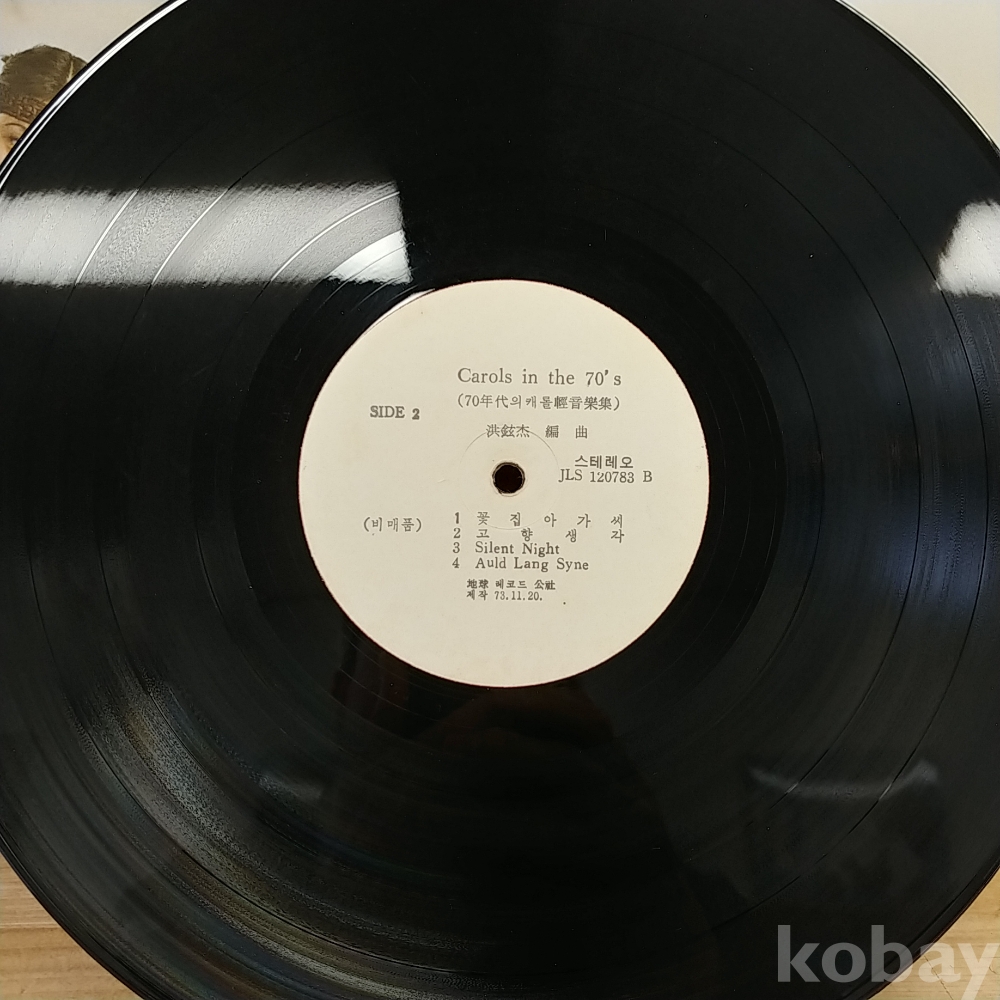 Carols in the 70's
(70年代의 캐롤輕音樂集)
SIDE 2
洪鉉杰 編 曲
스테레오
JLS 120783 B
(비매품)
1 꽃 집 아 가 씨
2 고 향 생 각
3 Silent Night
4 Auld Lang Syne
地球 레코드 公社
제작 73.11.20.
kobay